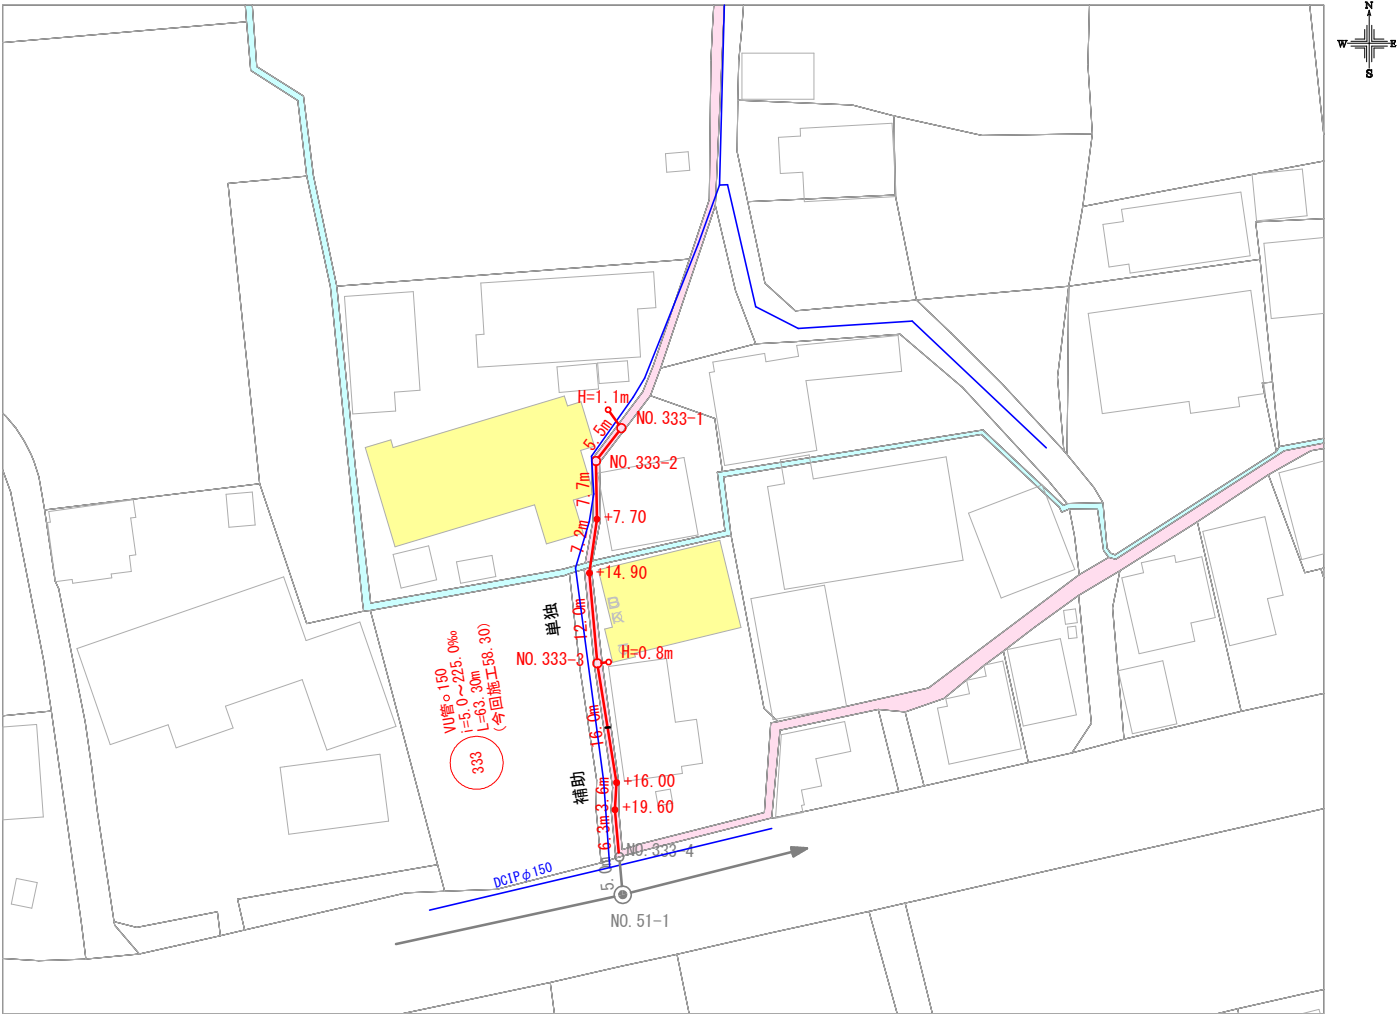 N
W E
S
H=1.1m
NO.333-1
5.5m
NO.333-2
7.7m
+7.70
7.2m
+14.90
単独
12.0m
NO.333-3
H=0.8m
VU管○150
i=5.0～225.0‰
L=63.30m
(今回施工58.30)
333
16.0m
補助
+16.00
3.6m
+19.60
6.3m
NO.333-4
5.0m
DCIPφ150
NO.51-1